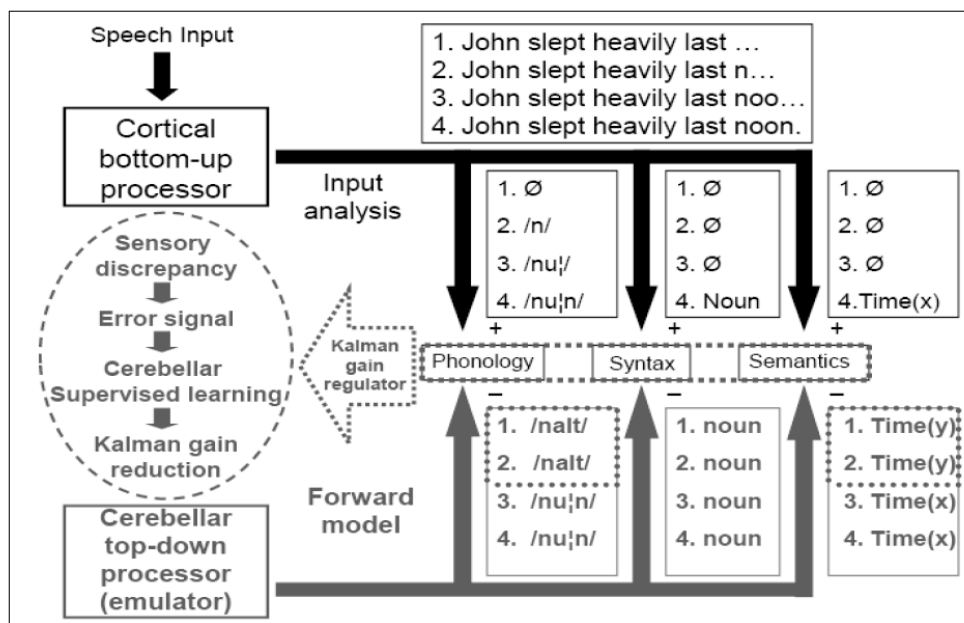 Speech Input
Cortical
bottom-up
processor
1. John slept heavily last …
2. John slept heavily last n…
3. John slept heavily last noo…
4. John slept heavily last noon.
Input
analysis
1. Ø
2. /n/
3. /nu¦/
4. /nu¦n/
1. Ø
2. Ø
3. Ø
4. Noun
1. Ø
2. Ø
3. Ø
4.Time(x)
Sensory
discrepancy
Error signal
Cerebellar
Supervised learning
Kalman gain
reduction
Kalman
gain
regulator
+
+
+
Phonology
Syntax
Semantics
−
−
−
Forward
model
1. /nalt/
2. /nalt/
3. /nu¦n/
4. /nu¦n/
1. noun
2. noun
3. noun
4. noun
1. Time(y)
2. Time(y)
3. Time(x)
4. Time(x)
Cerebellar
top-down
processor
(emulator)